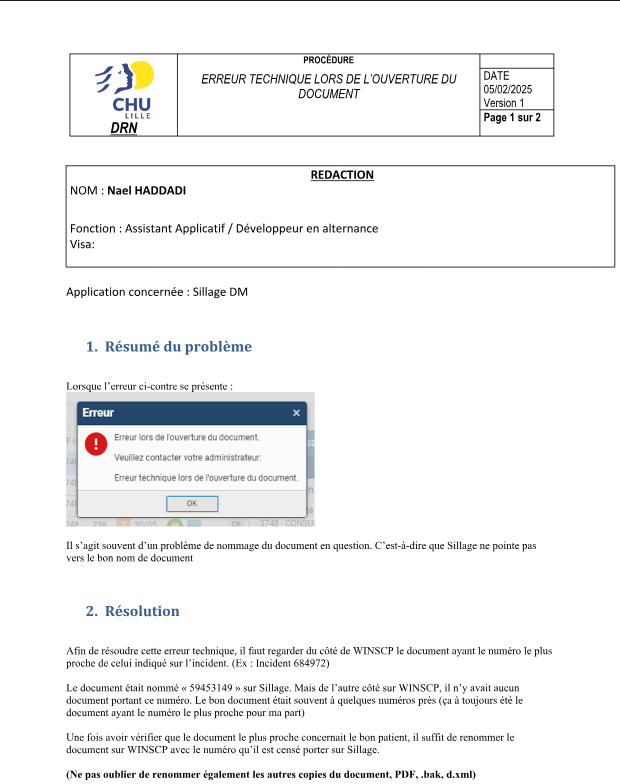 CHU
LILLE
DRN
PROCÉDURE
ERREUR TECHNIQUE LORS DE L'OUVERTURE DU
DOCUMENT
DATE
05/02/2025
Version 1
Page 1 sur 2
REDACTION
NOM : Nael HADDADI
Fonction : Assistant Applicatif / Développeur en alternance
Visa:
Application concernée : Sillage DM
1. Résumé du problème
Lorsque l'erreur ci-contre se présente :
Erreur
Erreur lors de l'ouverture du document.
Veuillez contacter votre administrateur:
Erreur technique lors de l'ouverture du document.
OK
238 30/05 3748 - CONSU
Il s'agit souvent d'un problème de nommage du document en question. C'est-à-dire que Sillage ne pointe pas
vers le bon nom de document
2. Résolution
Afin de résoudre cette erreur technique, il faut regarder du côté de WINSCP le document ayant le numéro le plus
proche de celui indiqué sur l'incident. (Ex : Incident 684972)
Le document était nommé « 59453149 » sur Sillage. Mais de l'autre côté sur WINSCP, il n'y avait aucun
document portant ce numéro. Le bon document était souvent à quelques numéros près (ça à toujours été le
document ayant le numéro le plus proche pour ma part)
Une fois avoir vérifier que le document le plus proche concernait le bon patient, il suffit de renommer le
document sur WINSCP avec le numéro qu'il est censé porter sur Sillage.
(Ne pas oublier de renommer également les autres copies du document, PDF, .bak, d.xml)